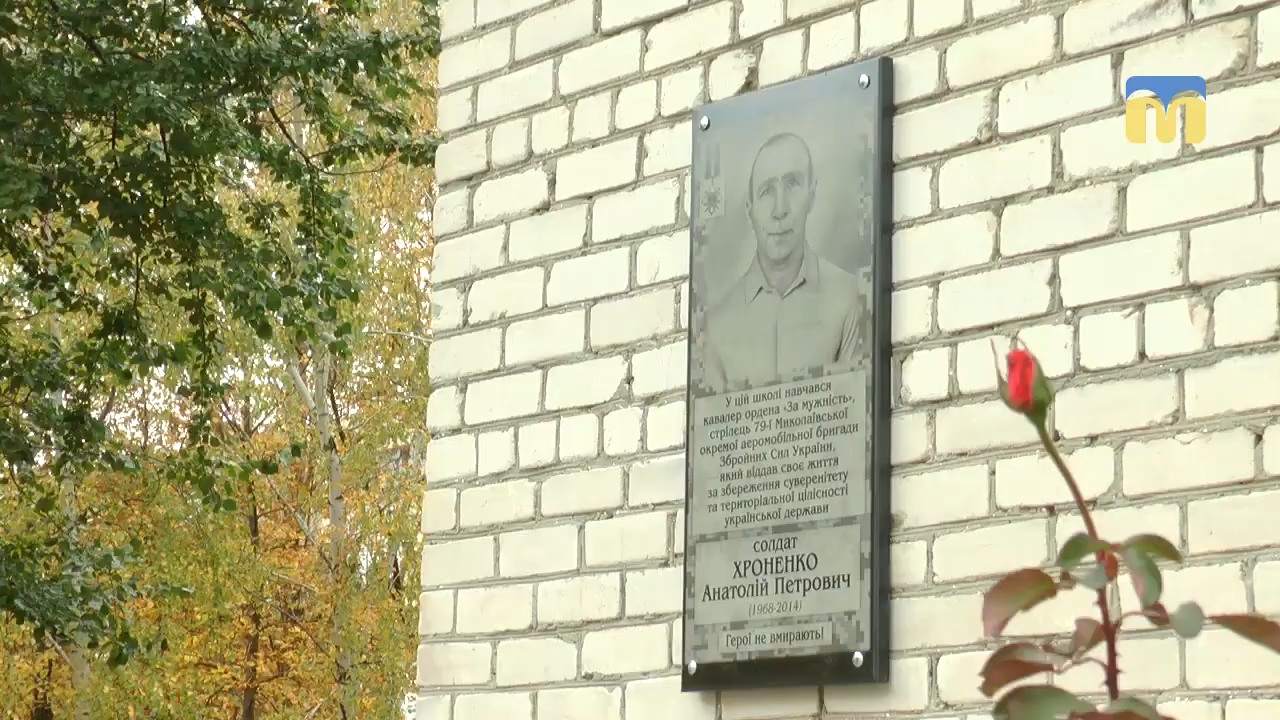 У цій школі навчався
кавалер ордена «За мужність»,
стрілець 79-ї Миколаївської
окремої аеромобільної бригади
Збройних Сил України,
який віддав своє життя
за збереження суверенітету
та територіальної цілісності
української держави
солдат
ХРОНЕНКО
Анатолій Петрович
(1968-2014)
Герої не вмирають!